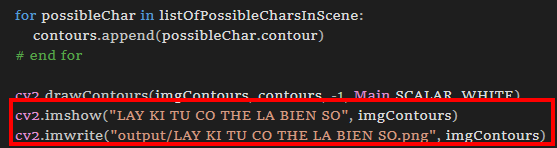 for possibleChar in listOfPossibleCharsInScene:
contours.append(possibleChar.contour)
# end for
cv2.drawContours(imgContours, contours, -1, Main.SCALAR_WHITE)
cv2.imshow("LAY KI TU CO THE LA BIEN SO", imgContours)
cv2.imwrite("output/LAY KI TU CO THE LA BIEN SO.png", imgContours)